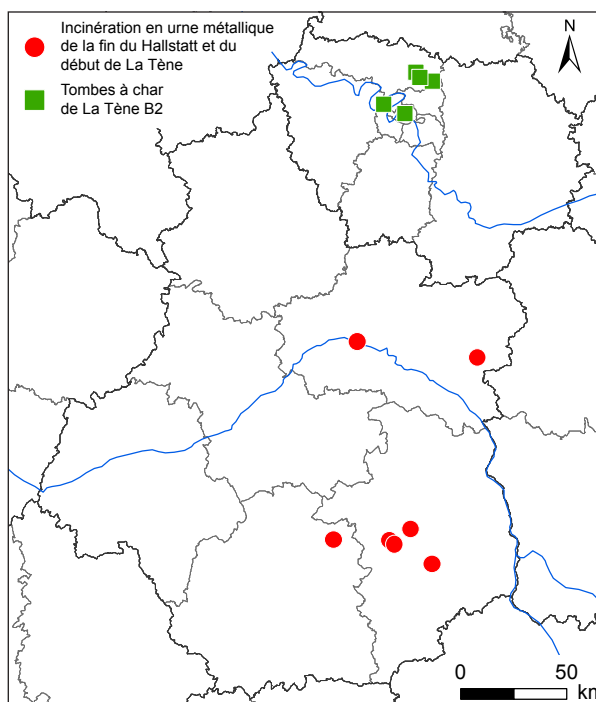 Incinération en urne métallique
de la fin du Hallstatt et du
début de La Tène
Tombes à char
de La Tène B2
N
0 50
km